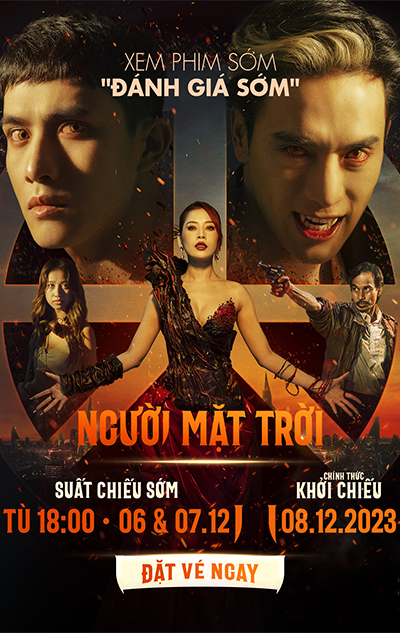 XEM PHIM SỚM
"ĐÁNH GIÁ SỚM"
NGƯỜI MẶT TRỜI
SUẤT CHIẾU SỚM
TỪ 18:00 • 06 & 07.12
CHÍNH THỨC
KHỞI CHIẾU
08.12.2023
ĐẶT VÉ NGAY